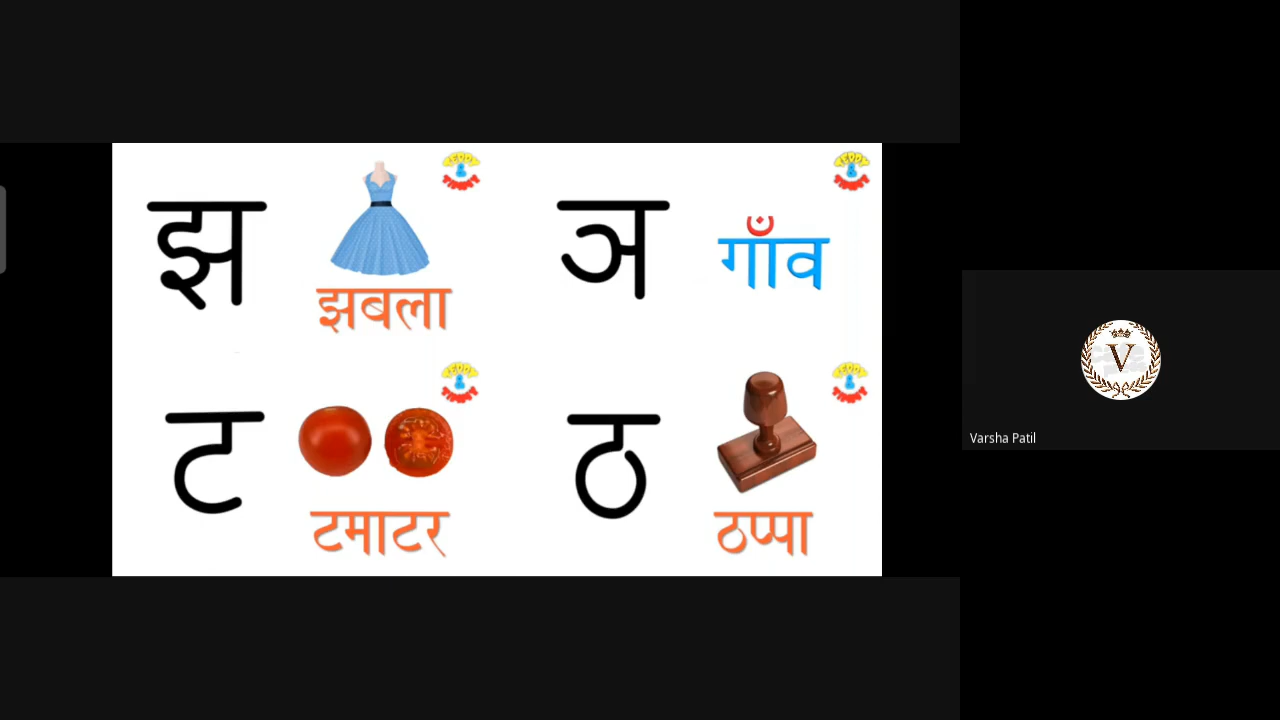 झ
झबला
ञ
गाँव
ट
टमाटर
ठ
ठप्पा
V
Varsha Patil